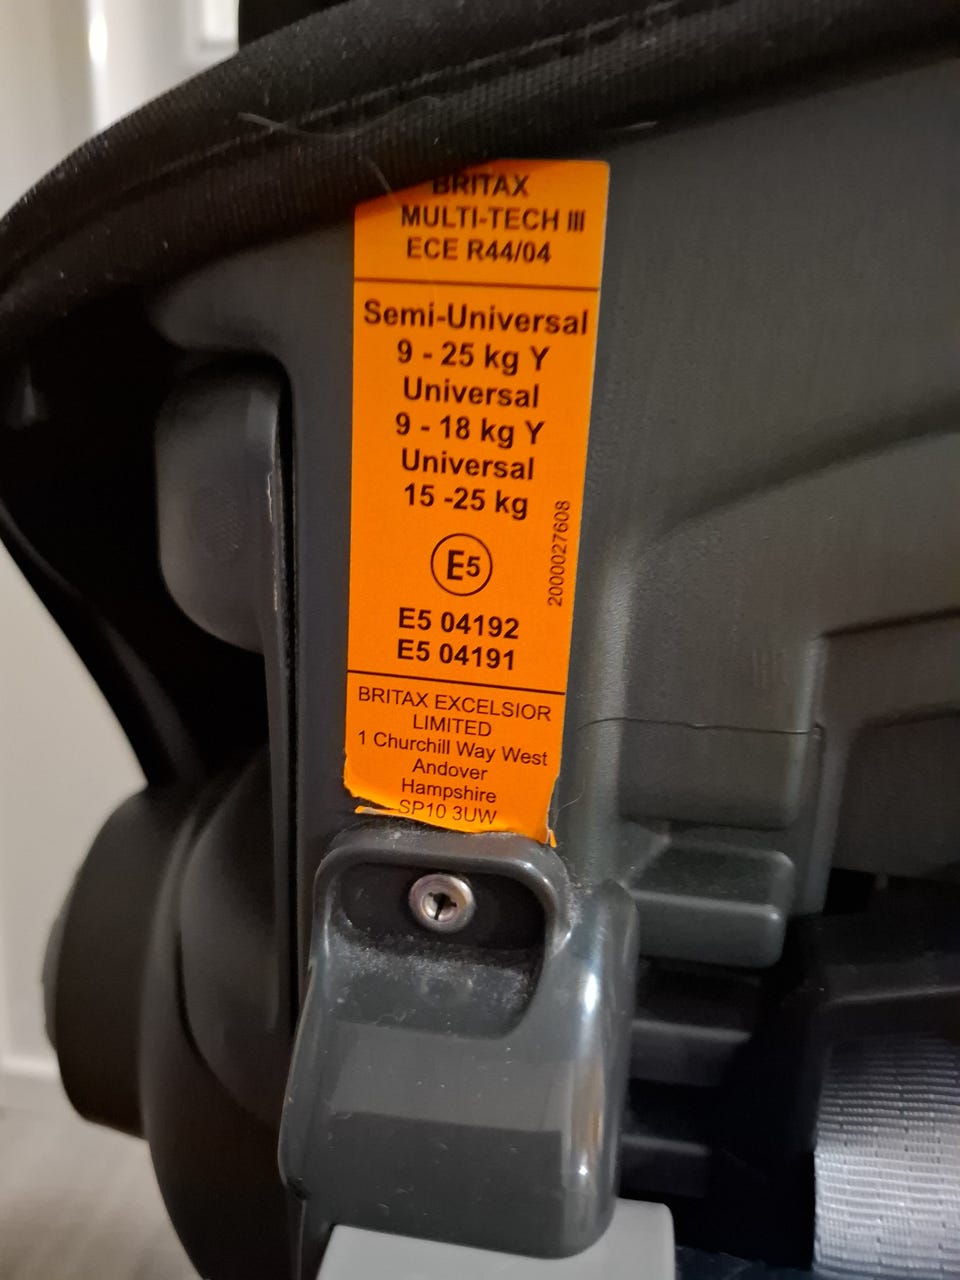 BRITAX
MULTI-TECH III
ECE R44/04
Semi-Universal
9 - 25 kg Y
Universal
9 - 18 kg Y
Universal
15 -25 kg
E5
2000027608
E5 04192
E5 04191
BRITAX EXCELSIOR
LIMITED
1 Churchill Way West
Andover
Hampshire
SP10 3UW